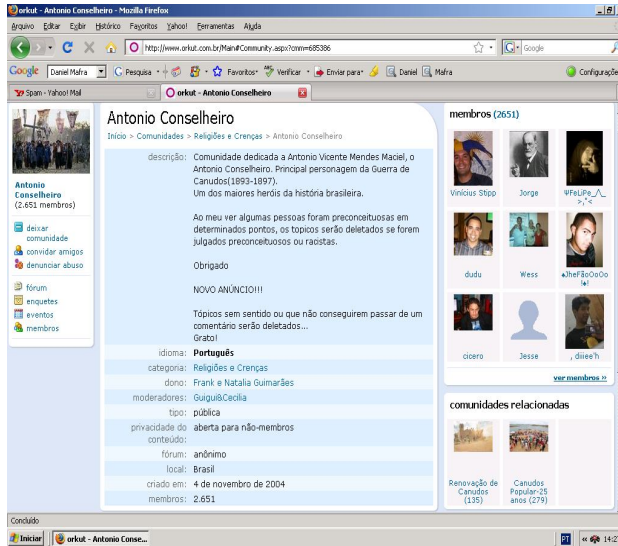 orkut - Antonio Conselheiro - Mozilla Firefox
Arquivo Editar Exibir Histórico Favoritos Yahoo! Ferramentas Ajuda
http://www.orkut.com.br/Main#Community.aspx?cmm=685386
Google
Google Daniel Mafra Pesquisa Favoritos Verificar Enviar para Daniel Mafra Configuraçõe
Spam - Yahoo! Mail
orkut - Antonio Conselheiro
Antonio Conselheiro
(2.651 membros)
deixar comunidade
convidar amigos
denunciar abuso
fórum
enquetes
eventos
membros
Antonio Conselheiro
Início > Comunidades > Religiões e Crenças > Antonio Conselheiro
descrição: Comunidade dedicada a Antonio Vicente Mendes Maciel, o
Antonio Conselheiro. Principal personagem da Guerra de
Canudos(1893-1897).
Um dos maiores heróis da história brasileira.
Ao meu ver algumas pessoas foram preconceituosas em
determinados pontos, os topicos serão deletados se forem
julgados preconceituosos ou racistas.
Obrigado
NOVO ANÚNCIO!!!
Tópicos sem sentido ou que não conseguirem passar de um
comentário serão deletados...
Grato!
idioma: Português
categoria: Religiões e Crenças
dono: Frank e Natalia Guimarães
moderadores: Guigui&Cecilia
tipo: pública
privacidade do conteúdo: aberta para não-membros
fórum: anônimo
local: Brasil
criado em: 4 de novembro de 2004
membros: 2.651
membros (2651)
Vinícius Stipp
Jorge
ΨFeLiPe_/\_
>,"<
dudu
Wess
♠JheFãoOoOo
!♠!
cicero
Jesse
, diiee'h
ver membros »
comunidades relacionadas
Renovação de
Canudos
(135)
Canudos
Popular-25
anos (279)
Concluído
Iniciar
orkut - Antonio Conse...
PT
«
14:2